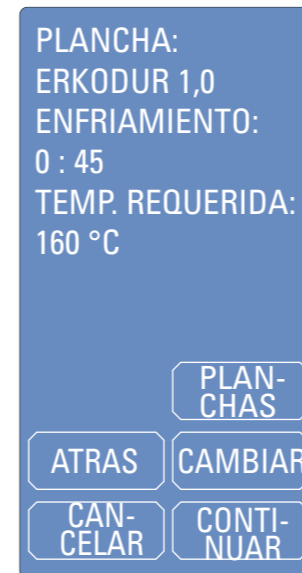 PLANCHA:
ERKODUR 1,0
ENFRIAMIENTO:
0 : 45
TEMP. REQUERIDA:
160 °C
PLAN-
CHAS
ATRAS
CAMBIAR
CAN-
CELAR
CONTI-
NUAR